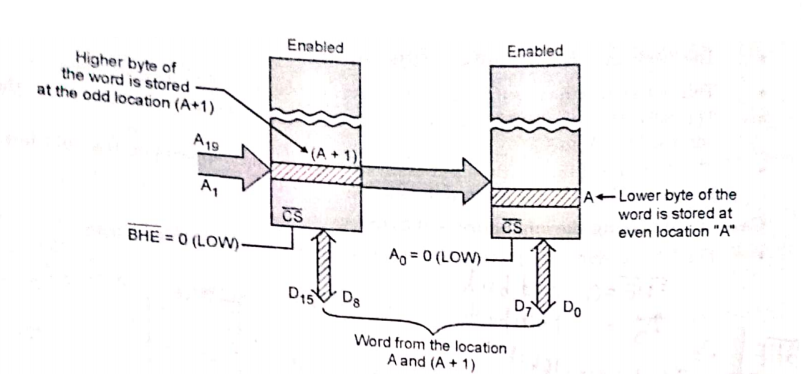 Enabled
Enabled
Higher byte of
the word is stored
at the odd location (A+1)
A19
A1
(A + 1)
A
Lower byte of the
word is stored at
even location "A"
CS
CS
BHE = 0 (LOW)
A0 = 0 (LOW)
D15
D8
D7
D0
Word from the location
A and (A + 1)